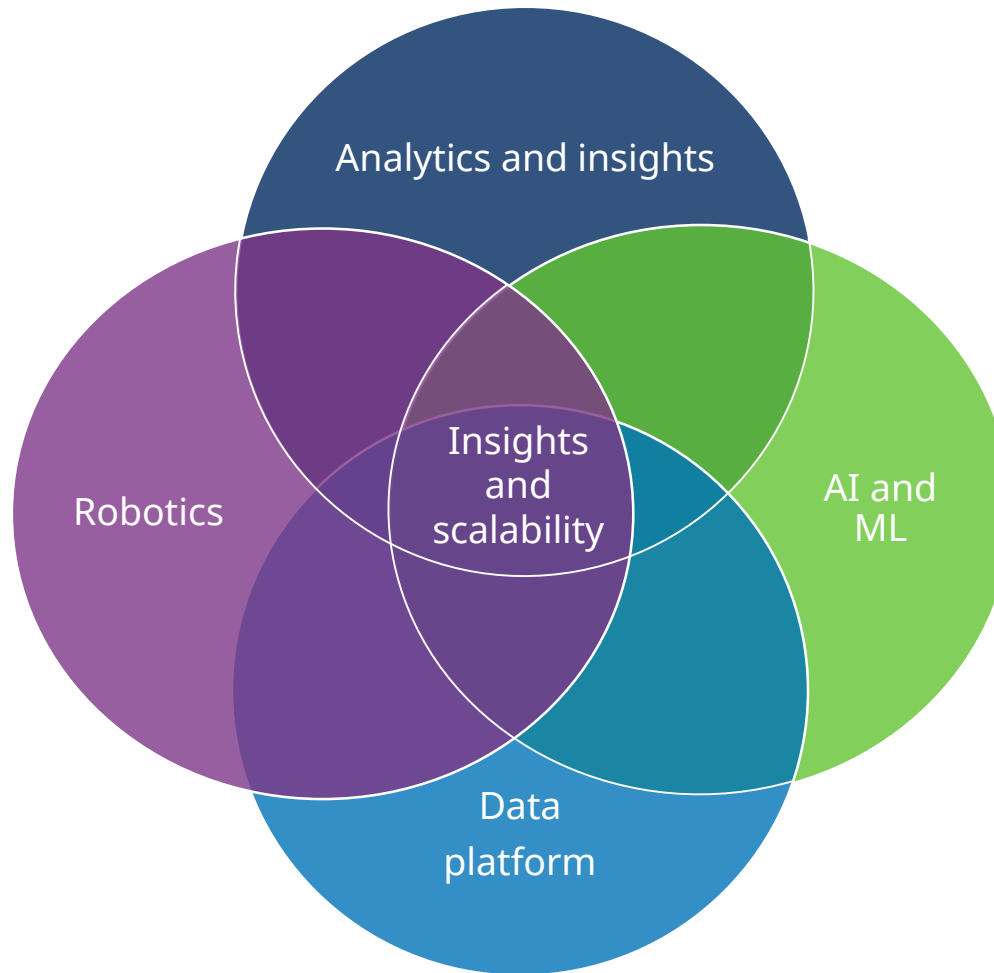 Analytics and insights
Insights
and
scalability
Robotics
AI and
ML
Data
platform